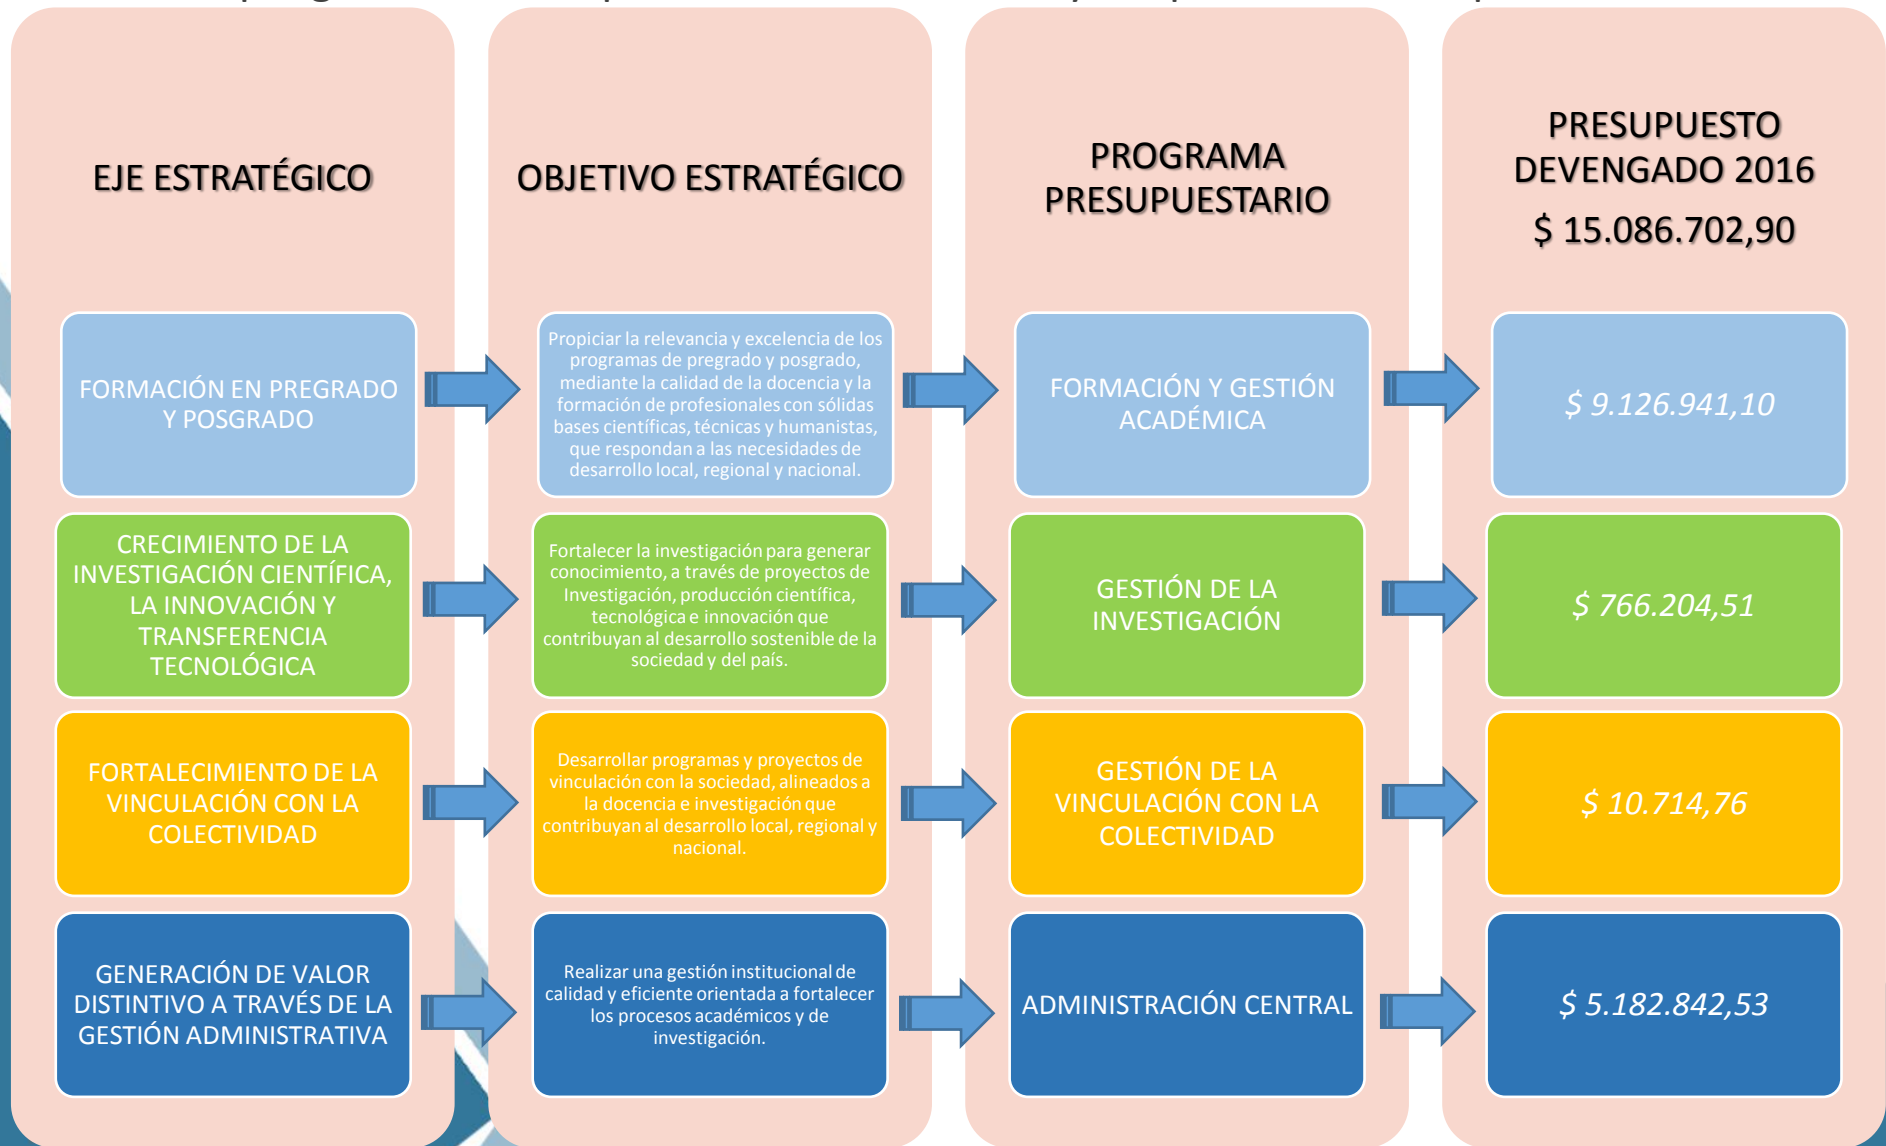 EJE ESTRATÉGICO
OBJETIVO ESTRATÉGICO
PROGRAMA
PRESUPUESTARIO
PRESUPUESTO
DEVENGADO 2016
$ 15.086.702,90
FORMACIÓN EN PREGRADO
Y POSGRADO
Propiciar la relevancia y excelencia de los
programas de pregrado y posgrado,
mediante la calidad de la docencia y la
formación de profesionales con sólidas
bases científicas, técnicas y humanistas,
que respondan a las necesidades de
desarrollo local, regional y nacional.
FORMACIÓN Y GESTIÓN
ACADÉMICA
$ 9.126.941,10
CRECIMIENTO DE LA
INVESTIGACIÓN CIENTÍFICA,
LA INNOVACIÓN Y
TRANSFERENCIA
TECNOLÓGICA
Fortalecer la investigación para generar
conocimiento, a través de proyectos de
Investigación, producción científica,
tecnológica e innovación que
contribuyan al desarrollo sostenible de la
sociedad y del país.
GESTIÓN DE LA
INVESTIGACIÓN
$ 766.204,51
FORTALECIMIENTO DE LA
VINCULACIÓN CON LA
COLECTIVIDAD
Desarrollar programas y proyectos de
vinculación con la sociedad, alineados a
la docencia e investigación que
contribuyan al desarrollo local, regional y
nacional.
GESTIÓN DE LA
VINCULACIÓN CON LA
COLECTIVIDAD
$ 10.714,76
GENERACIÓN DE VALOR
DISTINTIVO A TRAVÉS DE LA
GESTIÓN ADMINISTRATIVA
Realizar una gestión institucional de
calidad y eficiente orientada a fortalecer
los procesos académicos y de
investigación.
ADMINISTRACIÓN CENTRAL
$ 5.182.842,53